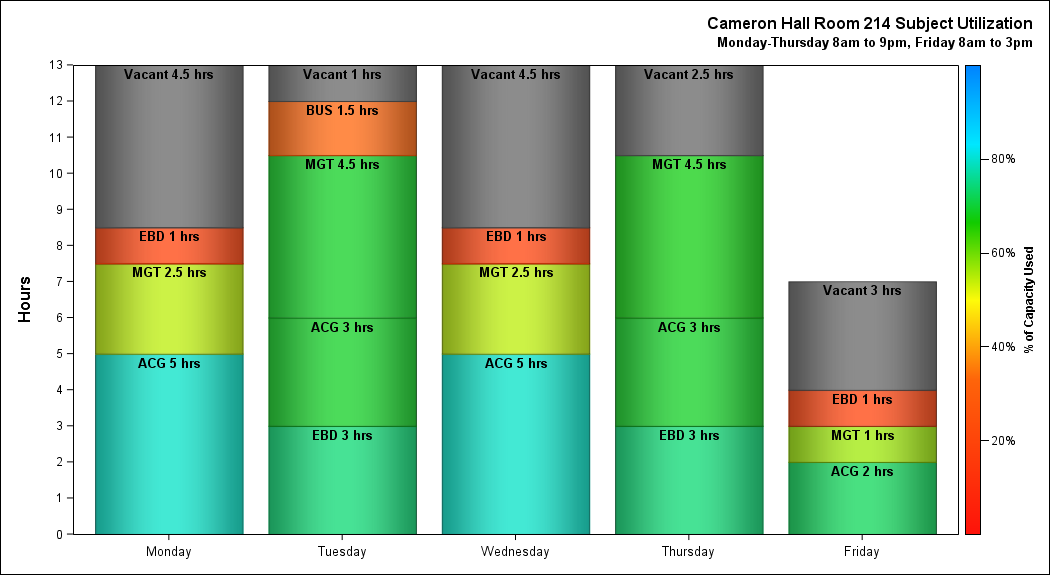 Cameron Hall Room 214 Subject Utilization
Monday-Thursday 8am to 9pm, Friday 8am to 3pm
Hours
13
12
11
10
9
8
7
6
5
4
3
2
1
0
Vacant 4.5 hrs
EBD 1 hrs
MGT 2.5 hrs
ACG 5 hrs
Monday
Vacant 1 hrs
BUS 1.5 hrs
MGT 4.5 hrs
ACG 3 hrs
EBD 3 hrs
Tuesday
Vacant 4.5 hrs
EBD 1 hrs
MGT 2.5 hrs
ACG 5 hrs
Wednesday
Vacant 2.5 hrs
MGT 4.5 hrs
ACG 3 hrs
EBD 3 hrs
Thursday
Vacant 3 hrs
EBD 1 hrs
MGT 1 hrs
ACG 2 hrs
Friday
80%
60%
40%
20%
% of Capacity Used